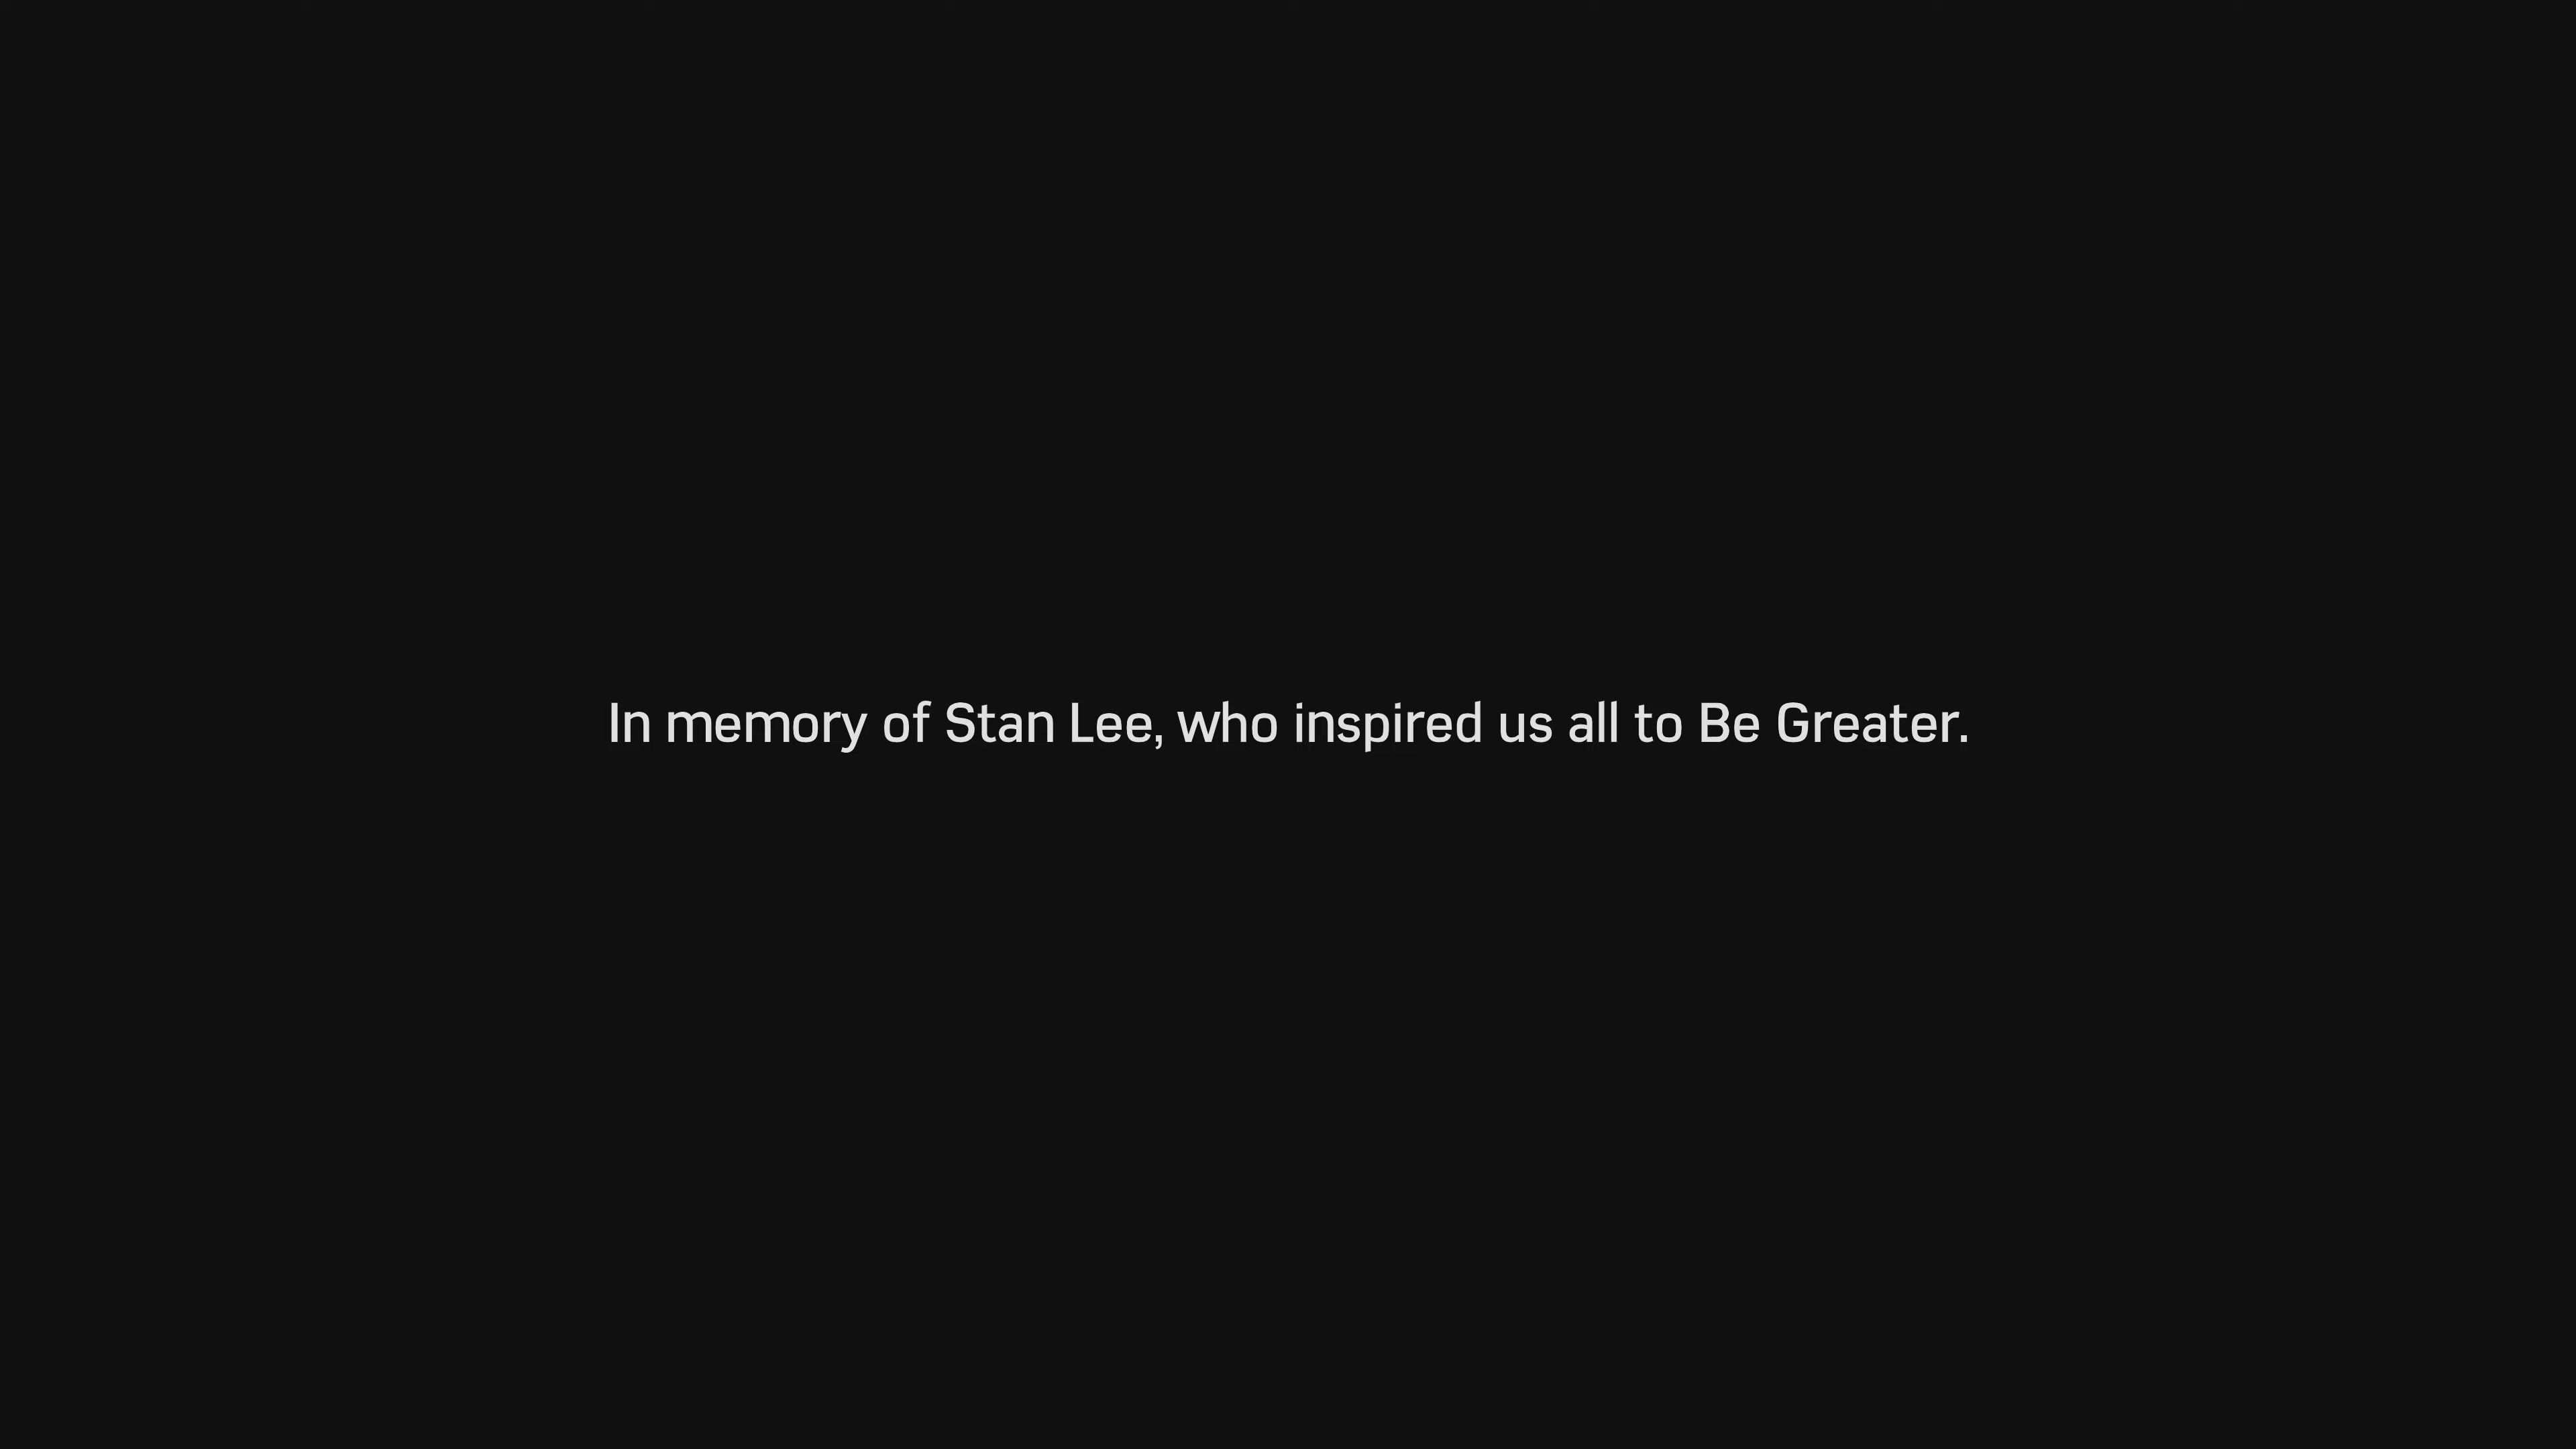 In memory of Stan Lee, who inspired us all to Be Greater.